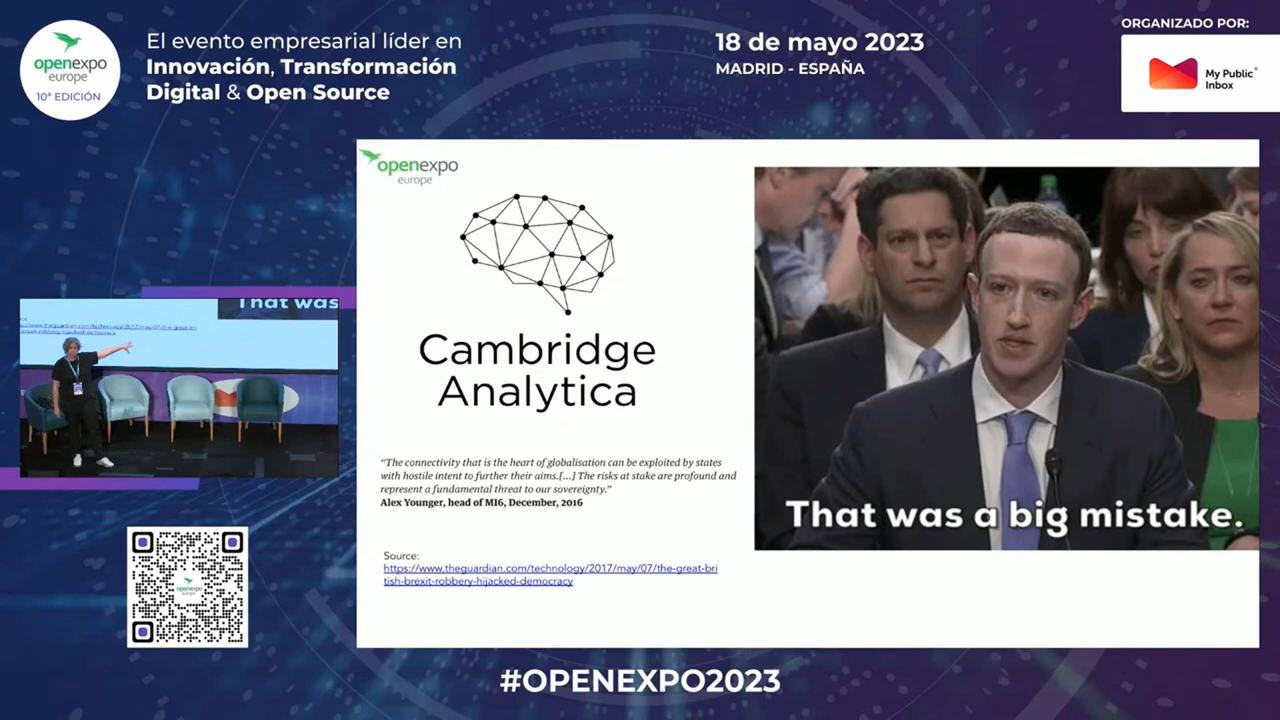 openexpo
europe
10ª EDICIÓN
El evento empresarial líder en
Innovación, Transformación
Digital & Open Source
18 de mayo 2023
MADRID - ESPAÑA
ORGANIZADO POR:
My Public
Inbox
openexpo
europe
Cambridge
Analytica
“The connectivity that is the heart of globalisation can be exploited by states
with hostile intent to further their aims.[...] The risks at stake are profound and
represent a fundamental threat to our sovereignty.”
Alex Younger, head of MI6, December, 2016
Source:
https://www.theguardian.com/technology/2017/may/07/the-great-bri
tish-brexit-robbery-hijacked-democracy
That was a big mistake.
That was
openexpo
europe
#OPENEXPO2023